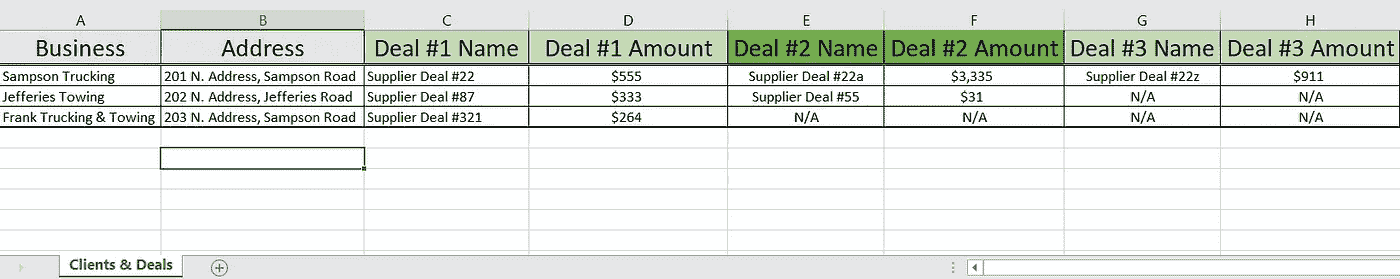 A B C D E F G H
Business Address Deal #1 Name Deal #1 Amount Deal #2 Name Deal #2 Amount Deal #3 Name Deal #3 Amount
Sampson Trucking 201 N. Address, Sampson Road Supplier Deal #22 $555 Supplier Deal #22a $3,335 Supplier Deal #22z $911
Jefferies Towing 202 N. Address, Jefferies Road Supplier Deal #87 $333 Supplier Deal #55 $31 N/A N/A
Frank Trucking & Towing 203 N. Address, Sampson Road Supplier Deal #321 $264 N/A N/A N/A N/A
Clients & Deals